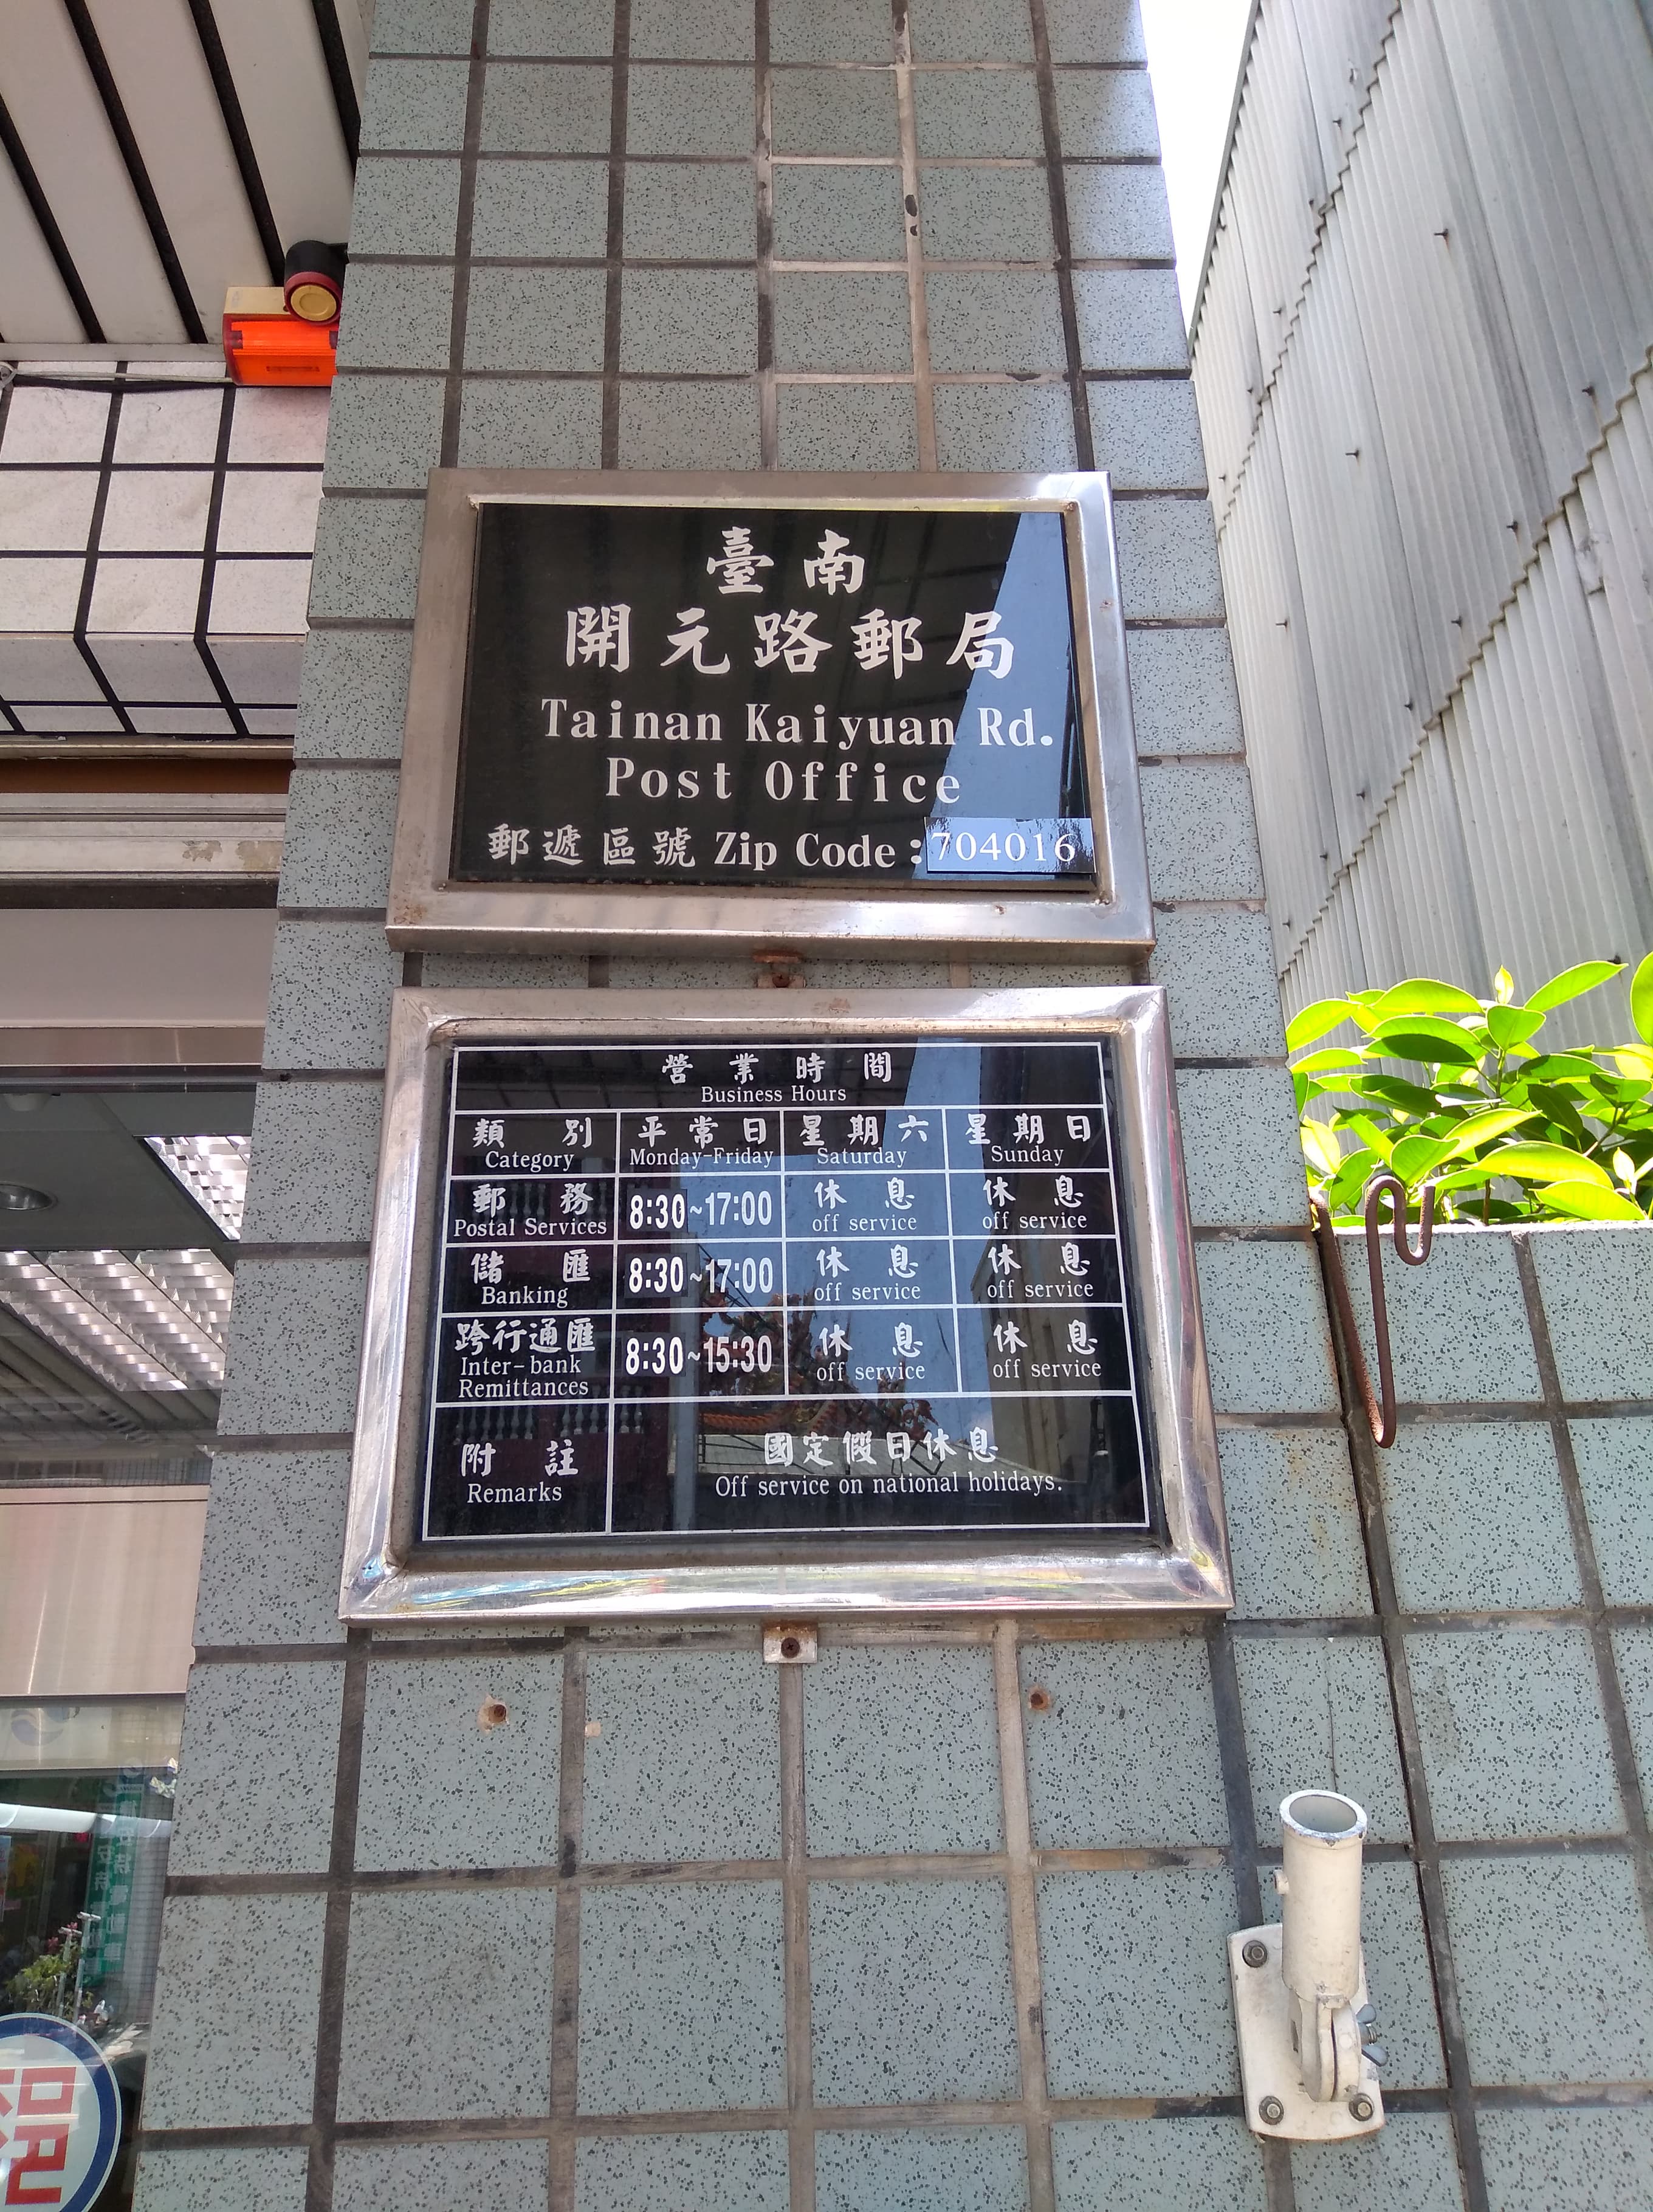 臺南
開元路郵局
Tainan Kaiyuan Rd.
Post Office
郵遞區號 Zip Code:704016
營業時間
Business Hours
類別 平常日 星期六 星期日
Category Monday-Friday Saturday Sunday
郵務 8:30~17:00 休息 休息
Postal Services off service off service
儲匯 8:30~17:00 休息 休息
Banking off service off service
跨行通匯 8:30~15:30 休息 休息
Inter-bank off service off service
Remittances
附註 國定假日休息
Remarks Off service on national holidays.